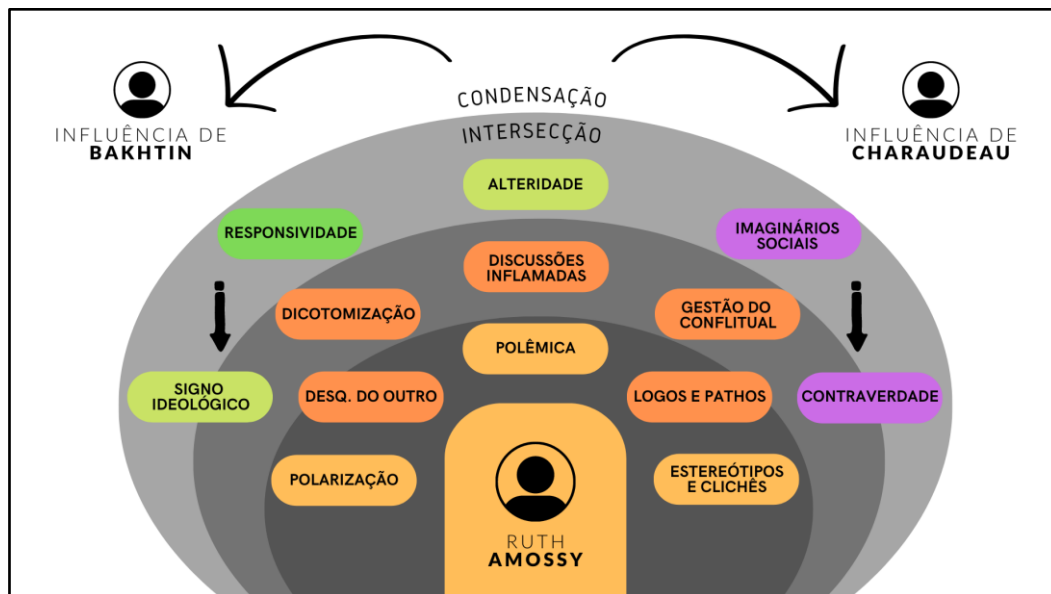 CONDENSAÇÃO
INTERSECÇÃO
INFLUÊNCIA DE
BAKHTIN
INFLUÊNCIA DE
CHARAUDEAU
ALTERIDADE
RESPONSIVIDADE
IMAGINÁRIOS
SOCIAIS
DISCUSSÕES
INFLAMADAS
DICOTOMIZAÇÃO
GESTÃO DO
CONFLITUAL
POLÊMICA
SIGNO
IDEOLÓGICO
DESQ. DO OUTRO
LOGOS E PATHOS
CONTRAVERDADE
POLARIZAÇÃO
ESTEREÓTIPOS
E CLICHÊS
RUTH
AMOSSY